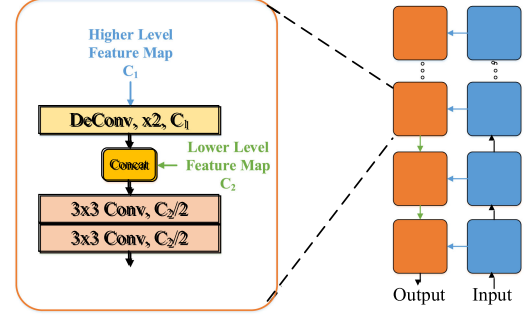 Higher Level
Feature Map
C₁
DeConv, x2, C₁
Lower Level
Feature Map
C₂
Concat
3x3 Conv, C₂/2
3x3 Conv, C₂/2
Output
Input